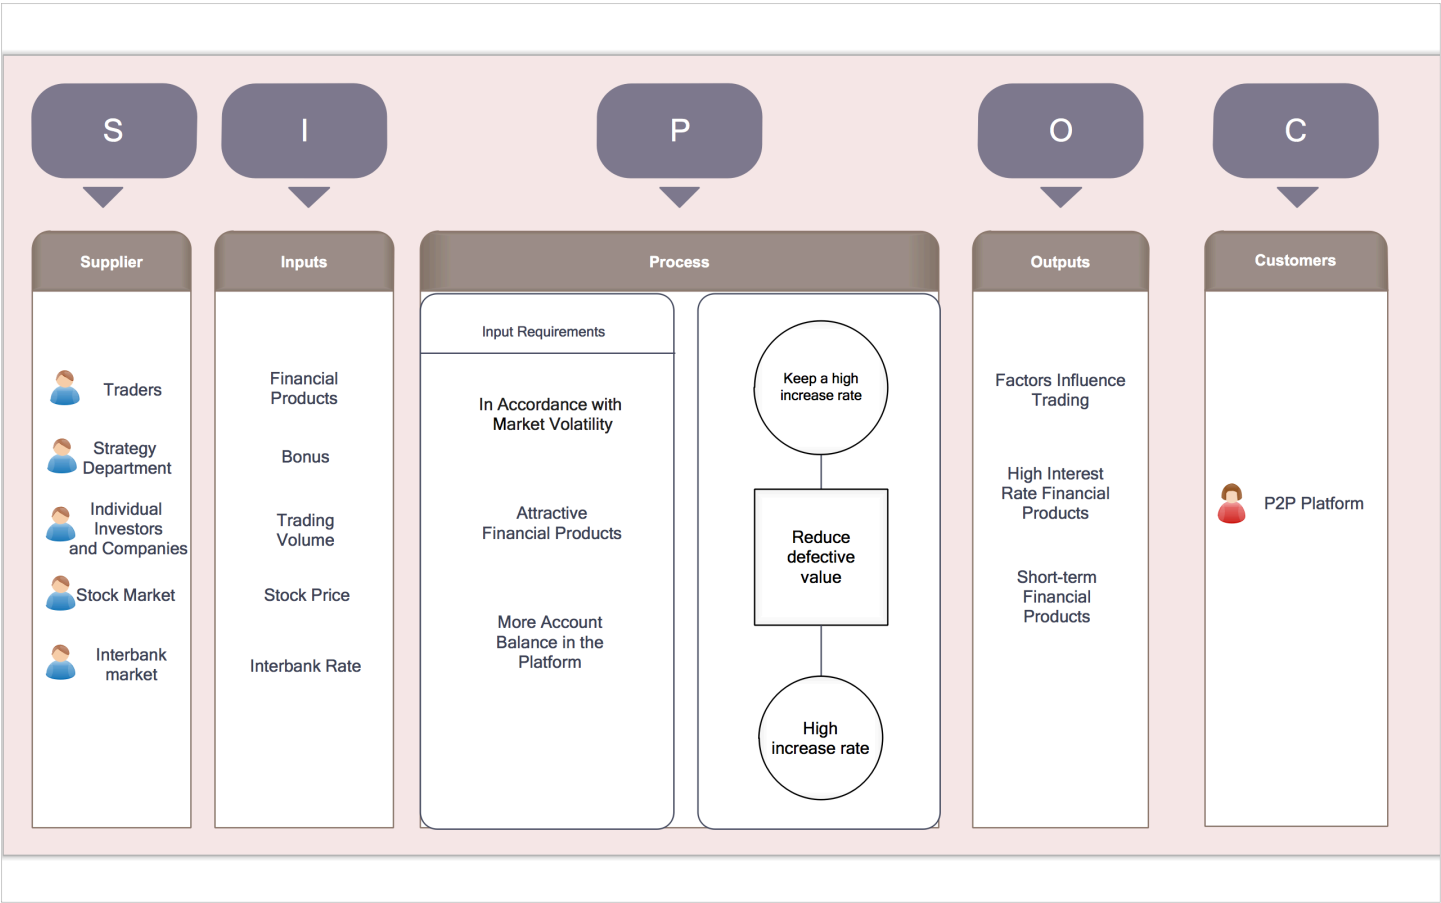 S
I
P
O
C
Supplier
Inputs
Process
Outputs
Customers
Traders
Strategy
Department
Individual
Investors
and Companies
Stock Market
Interbank
market
Financial
Products
Bonus
Trading
Volume
Stock Price
Interbank Rate
Input Requirements
In Accordance with
Market Volatility
Attractive
Financial Products
More Account
Balance in the
Platform
Keep a high
increase rate
Reduce
defective
value
High
increase rate
Factors Influence
Trading
High Interest
Rate Financial
Products
Short-term
Financial
Products
P2P Platform